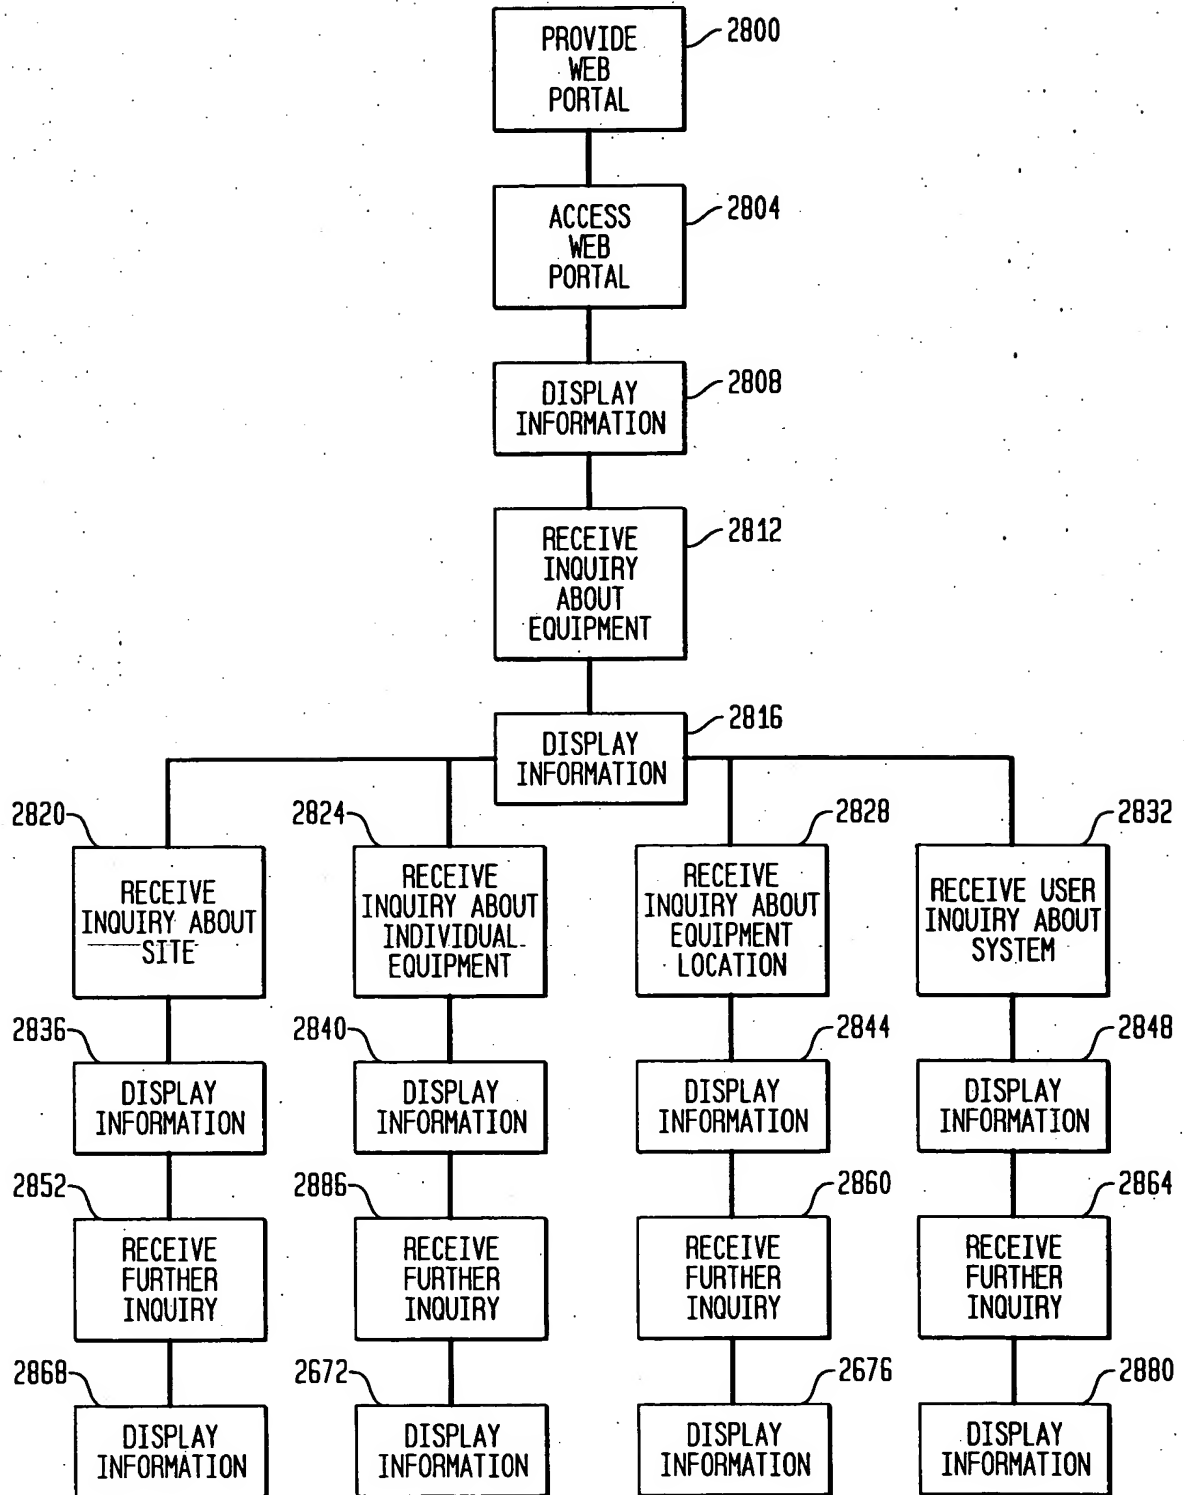 PROVIDE
WEB
PORTAL
2800
ACCESS
WEB
PORTAL
2804
DISPLAY
INFORMATION
2808
RECEIVE
INQUIRY
ABOUT
EQUIPMENT
2812
DISPLAY
INFORMATION
2816
2820
RECEIVE
INQUIRY ABOUT
SITE
2824
RECEIVE
INQUIRY ABOUT
INDIVIDUAL
EQUIPMENT
2828
RECEIVE
INQUIRY ABOUT
EQUIPMENT
LOCATION
2832
RECEIVE USER
INQUIRY ABOUT
SYSTEM
2836
DISPLAY
INFORMATION
2840
DISPLAY
INFORMATION
2844
DISPLAY
INFORMATION
2848
DISPLAY
INFORMATION
2852
RECEIVE
FURTHER
INQUIRY
2886
RECEIVE
FURTHER
INQUIRY
2860
RECEIVE
FURTHER
INQUIRY
2864
RECEIVE
FURTHER
INQUIRY
2868
DISPLAY
INFORMATION
2672
DISPLAY
INFORMATION
2676
DISPLAY
INFORMATION
2880
DISPLAY
INFORMATION